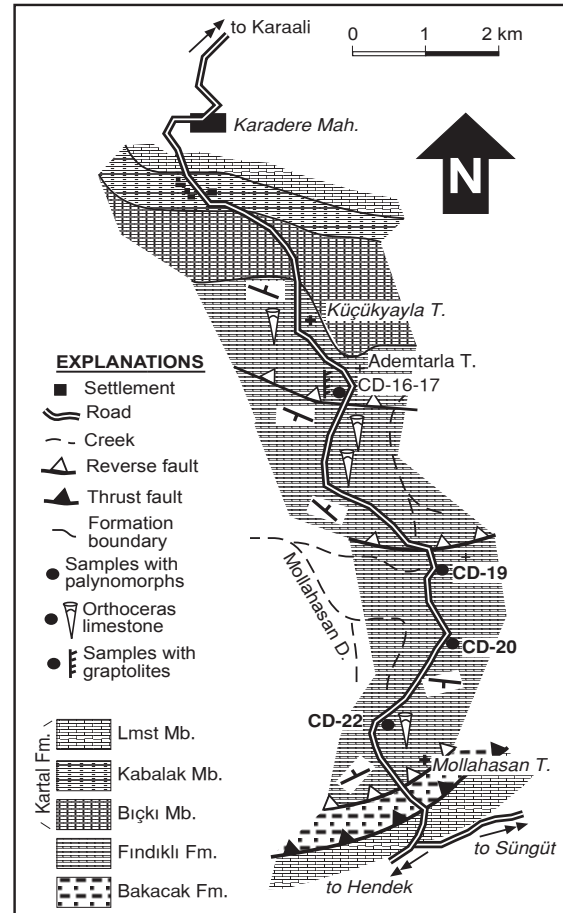 to Karaali
0 1 2 km
Karadere Mah.
N
Küçükyayla T.
EXPLANATIONS
Settlement
Road
Creek
Reverse fault
Thrust fault
Formation
boundary
Samples with
palynomorphs
Orthoceras
limestone
Samples with
graptolites
Ademtarla T.
CD-16-17
CD-19
Mollahasan D.
CD-20
CD-22
Mollahasan T.
Kartal Fm.
Lmst Mb.
Kabalak Mb.
Bıçkı Mb.
Fındıklı Fm.
Bakacak Fm.
to Süngüt
to Hendek